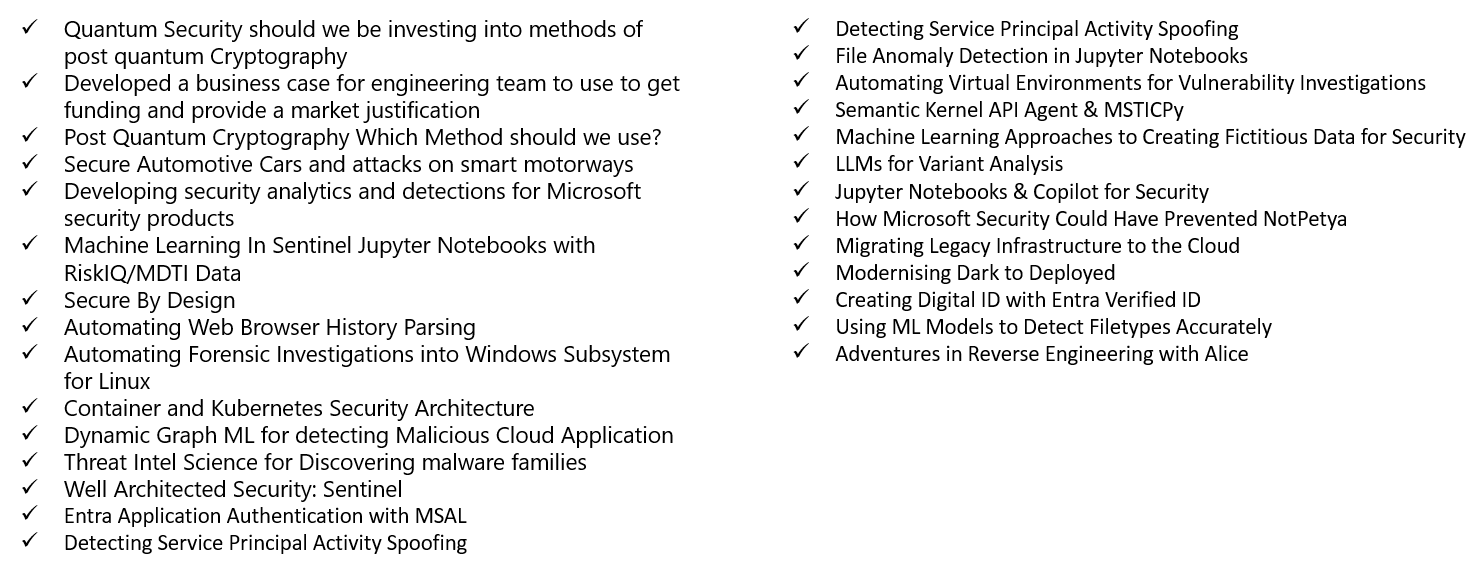 ✓ Quantum Security should we be investing into methods of
post quantum Cryptography
✓ Developed a business case for engineering team to use to get
funding and provide a market justification
✓ Post Quantum Cryptography Which Method should we use?
✓ Secure Automotive Cars and attacks on smart motorways
✓ Developing security analytics and detections for Microsoft
security products
✓ Machine Learning In Sentinel Jupyter Notebooks with
RiskIQ/MDTI Data
✓ Secure By Design
✓ Automating Web Browser History Parsing
✓ Automating Forensic Investigations into Windows Subsystem
for Linux
✓ Container and Kubernetes Security Architecture
✓ Dynamic Graph ML for detecting Malicious Cloud Application
✓ Threat Intel Science for Discovering malware families
✓ Well Architected Security: Sentinel
✓ Entra Application Authentication with MSAL
✓ Detecting Service Principal Activity Spoofing
✓ Detecting Service Principal Activity Spoofing
✓ File Anomaly Detection in Jupyter Notebooks
✓ Automating Virtual Environments for Vulnerability Investigations
✓ Semantic Kernel API Agent & MSTICPy
✓ Machine Learning Approaches to Creating Fictitious Data for Security
✓ LLMs for Variant Analysis
✓ Jupyter Notebooks & Copilot for Security
✓ How Microsoft Security Could Have Prevented NotPetya
✓ Migrating Legacy Infrastructure to the Cloud
✓ Modernising Dark to Deployed
✓ Creating Digital ID with Entra Verified ID
✓ Using ML Models to Detect Filetypes Accurately
✓ Adventures in Reverse Engineering with Alice